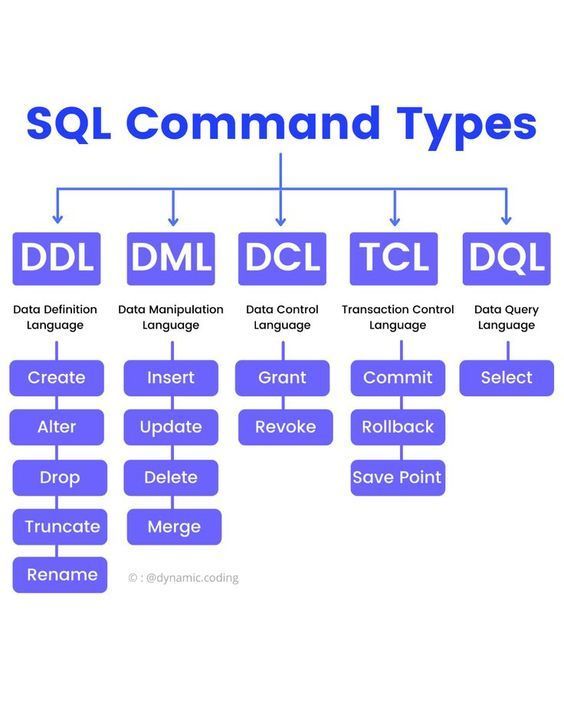 SQL Command Types
DDL
DML
DCL
TCL
DQL
Data Definition
Language
Data Manipulation
Language
Data Control
Language
Transaction Control
Language
Data Query
Language
Create
Alter
Drop
Truncate
Rename
Insert
Update
Delete
Merge
Grant
Revoke
Commit
Rollback
Save Point
Select
© : @dynamic.coding